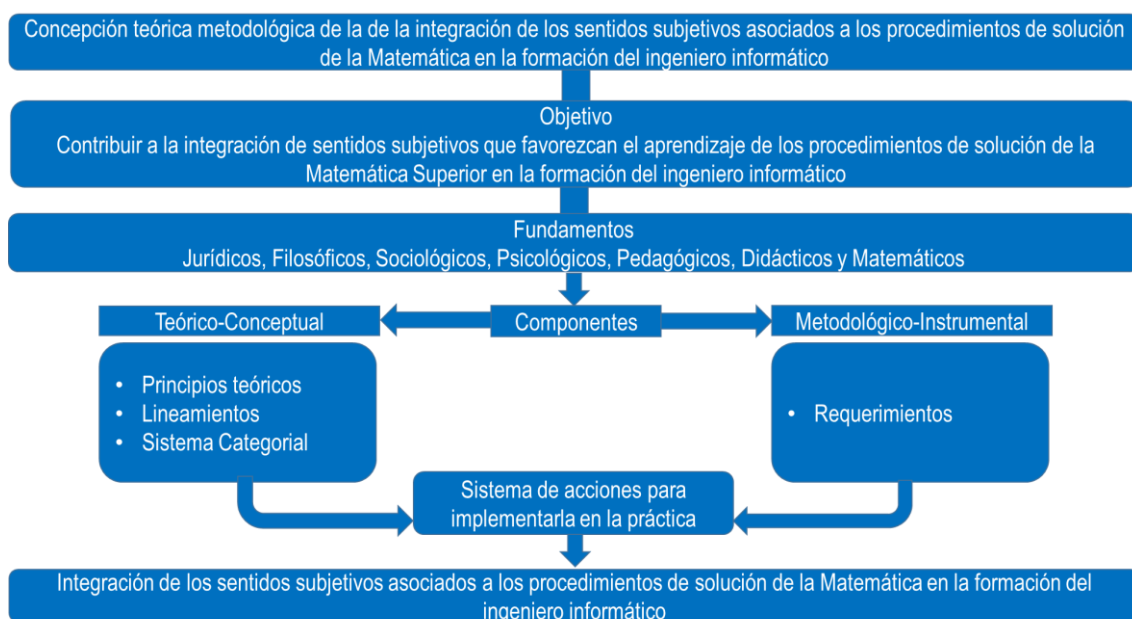 Concepción teórica metodológica de la de la integración de los sentidos subjetivos asociados a los procedimientos de solución
de la Matemática en la formación del ingeniero informático
Objetivo
Contribuir a la integración de sentidos subjetivos que favorezcan el aprendizaje de los procedimientos de solución de la
Matemática Superior en la formación del ingeniero informático
Fundamentos
Jurídicos, Filosóficos, Sociológicos, Psicológicos, Pedagógicos, Didácticos y Matemáticos
Teórico-Conceptual
Componentes
Metodológico-Instrumental
• Principios teóricos
• Lineamientos
• Sistema Categorial
• Requerimientos
Sistema de acciones para
implementarla en la práctica
Integración de los sentidos subjetivos asociados a los procedimientos de solución de la Matemática en la formación del
ingeniero informático